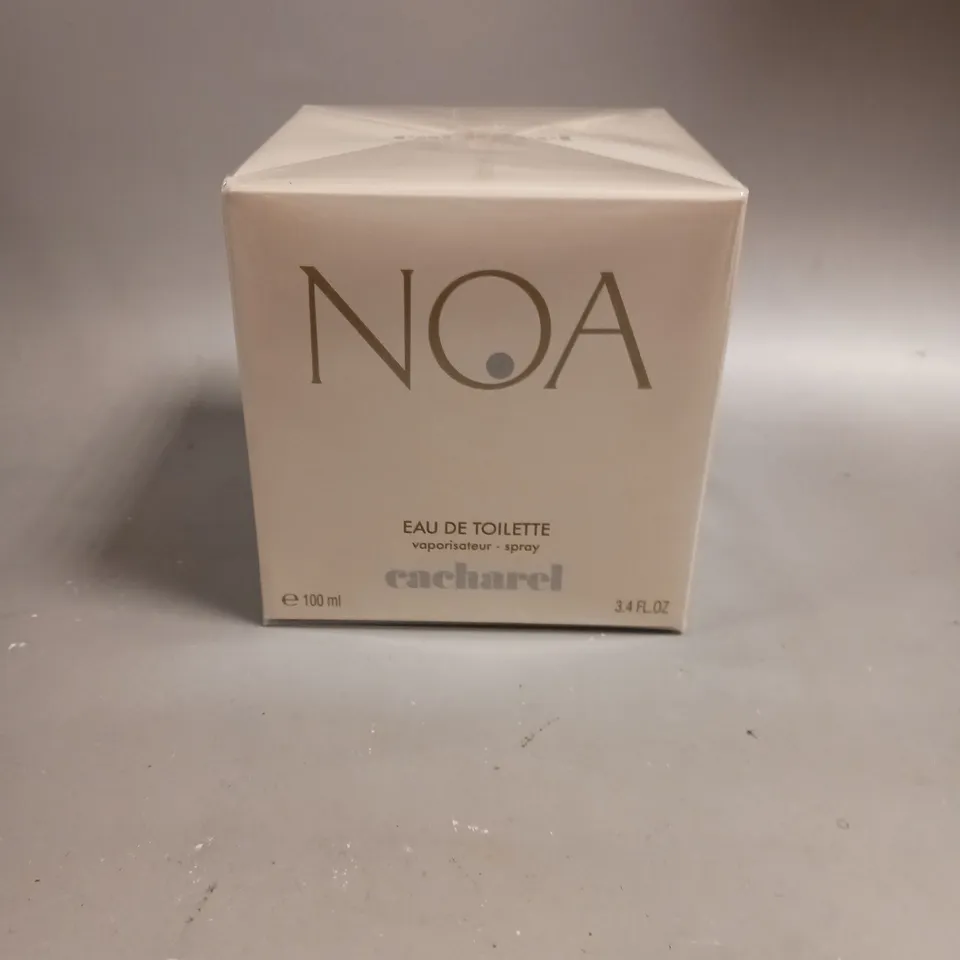 NOA
EAU DE TOILETTE
vaporisateur - spray
cacharel
℮ 100 ml
3.4 FL.OZ